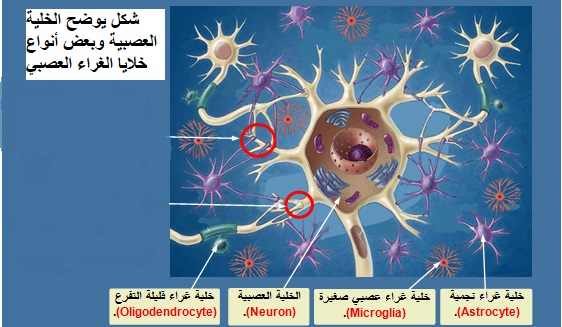 شكل يوضح الخلية
العصبية وبعض أنواع
خلايا الغراء العصبي
خلية غراء نجمية
(Astrocyte).
خلية غراء عصبي صغيرة
(Microglia).
الخلية العصبية
(Neuron).
خلية غراء قليلة التفرع
(Oligodendrocyte).